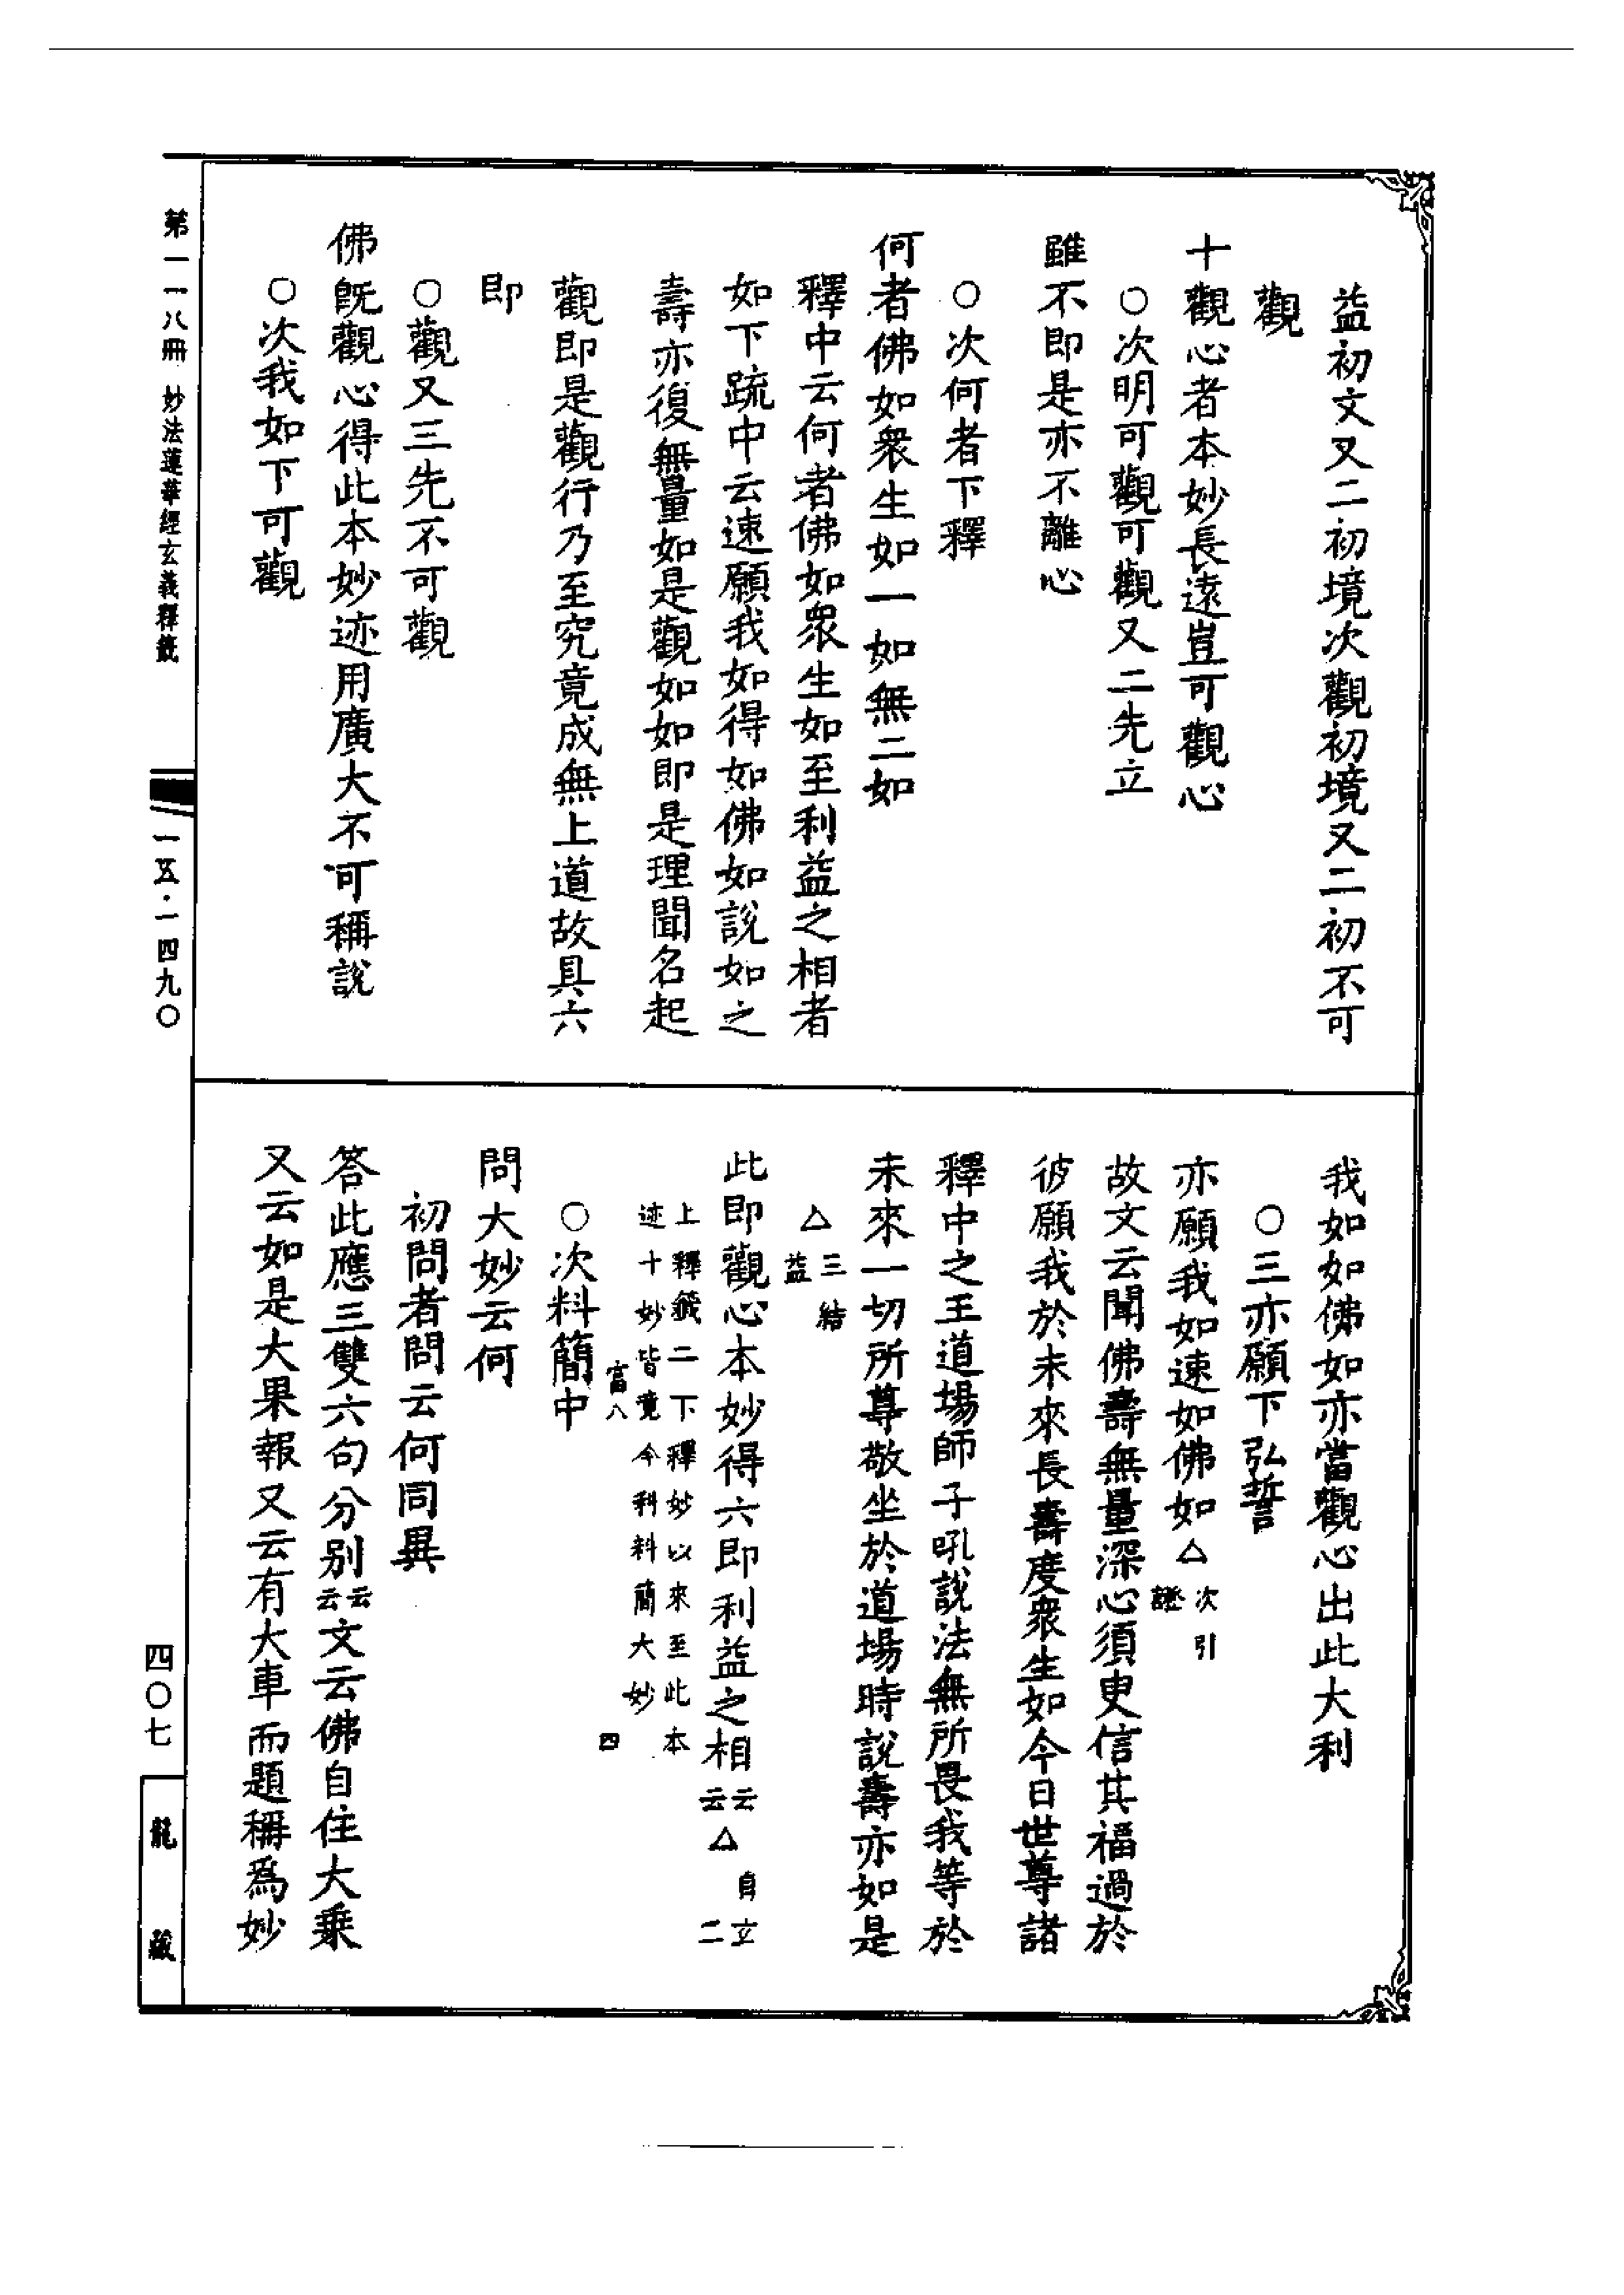 益初文又二初境次觀初境又二初不可
觀
十觀心者本妙長遠豈可觀心
○次明可觀可觀又二先立
雖不即是亦不離心
○次何者下釋
何者佛如衆生如一如無二如
釋中云何者佛如眾生如至利益之相者
如下疏中云速願我如得如佛如說如之
壽亦復無量如是觀如如即是理聞名起
觀即是觀行乃至究竟成無上道故具六
即
○觀又三先不可觀
佛旣觀心得此本妙迹用廣大不可稱說
○次我如下可觀
第一一八冊 妙法蓮華經玄義釋籤
一五·一四九○
我如如佛如亦當觀心出此大利
○三亦願下弘誓
亦願我如速如佛如△次引證
故文云聞佛壽無量深心須臾信其福過於
彼願我於未來長壽度衆生如今日世尊諸
釋中之王道場師子吼說法無所畏我等於
未來一切所尊敬坐於道場時說壽亦如是
△三結益
此即觀心本妙得六即利益之相云云△自立二
上釋籤二下釋妙以來至此本
迹十妙皆竟今科料簡大妙
富八 四
○次料簡中
問大妙云何
初問者問云何同異
答此應三雙六句分別云云文云佛自住大乘
又云如是大果報又云有大車而題稱爲妙
四○七
龍藏